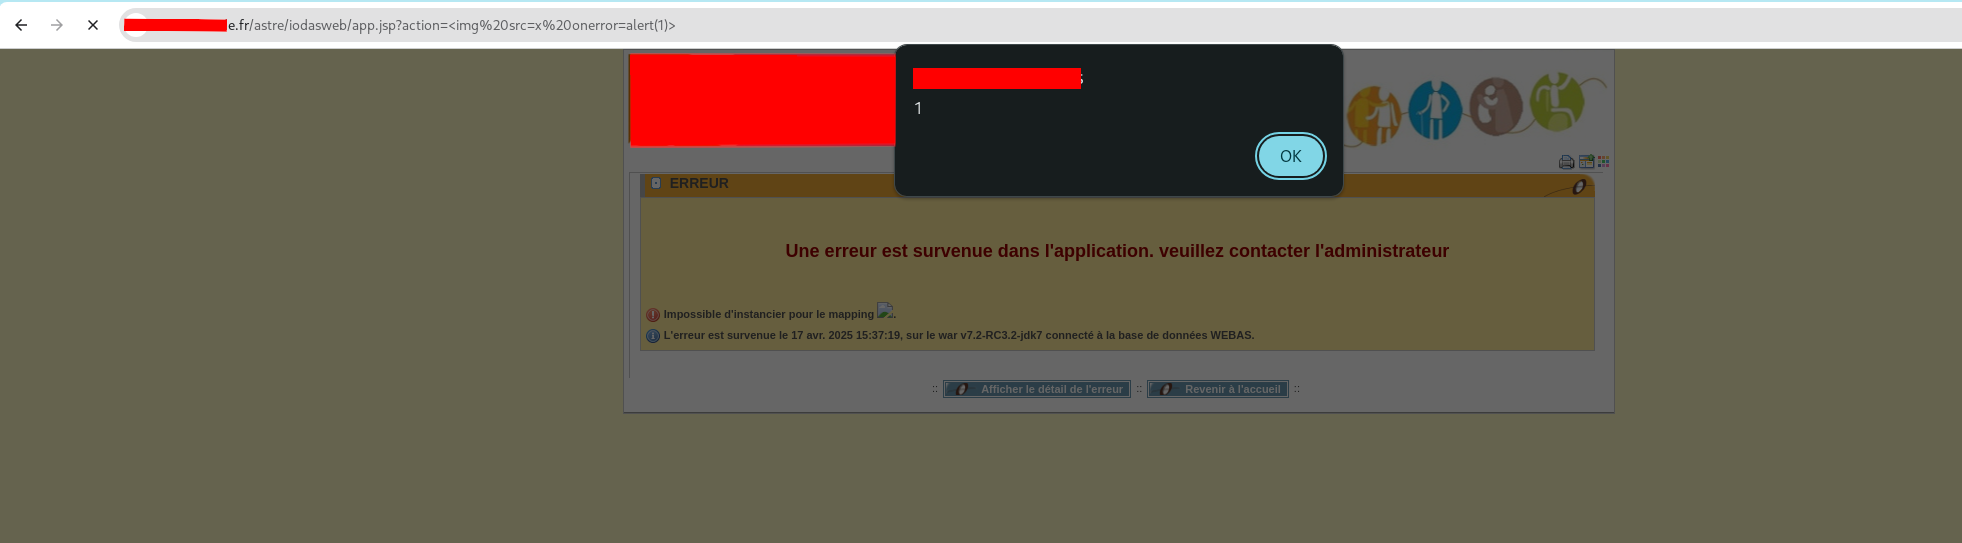 e.fr/astre/iodasweb/app.jsp?action=<img%20src=x%20onerror=alert(1)>
1
OK
ERREUR
Une erreur est survenue dans l'application. veuillez contacter l'administrateur
Impossible d'instancier pour le mapping .
L'erreur est survenue le 17 avr. 2025 15:37:19, sur le war v7.2-RC3.2-jdk7 connecté à la base de données WEBAS.
:: Afficher le détail de l'erreur :: Revenir à l'accueil ::